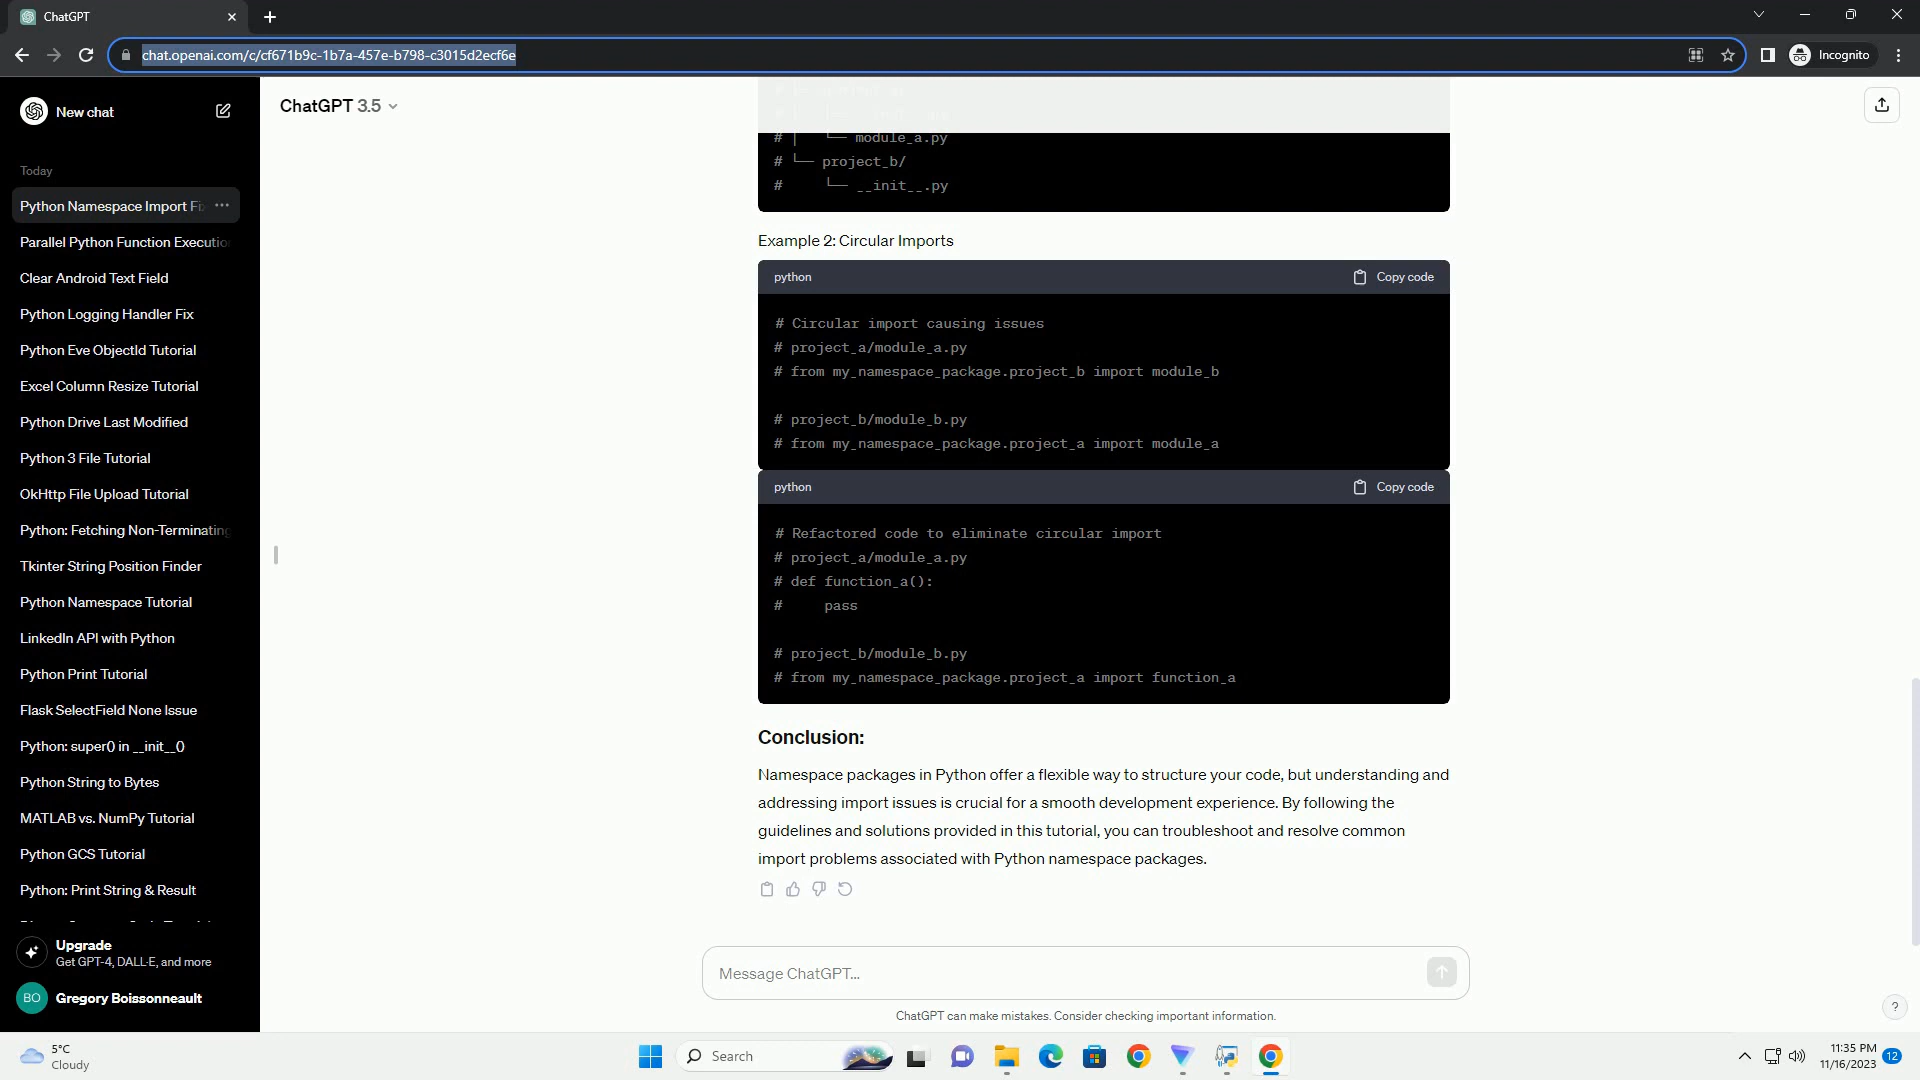 ChatGPT
chat.openai.com/c/cf671b9c-1b7a-457e-b798-c3015d2ecf6e
Incognito
New chat
Today
Python Namespace Import Fi
Parallel Python Function Executio
Clear Android Text Field
Python Logging Handler Fix
Python Eve ObjectId Tutorial
Excel Column Resize Tutorial
Python Drive Last Modified
Python 3 File Tutorial
OkHttp File Upload Tutorial
Python: Fetching Non-Terminating
Tkinter String Position Finder
Python Namespace Tutorial
LinkedIn API with Python
Python Print Tutorial
Flask SelectField None Issue
Python: super() in __init__()
Python String to Bytes
MATLAB vs. NumPy Tutorial
Python GCS Tutorial
Python: Print String & Result
Upgrade
Get GPT-4, DALL·E, and more
BO
Gregory Boissonneault
ChatGPT 3.5
# │   └── module_a.py
# └── project_b/
#     └── __init__.py
Example 2: Circular Imports
python
Copy code
# Circular import causing issues
# project_a/module_a.py
# from my_namespace_package.project_b import module_b
# project_b/module_b.py
# from my_namespace_package.project_a import module_a
python
Copy code
# Refactored code to eliminate circular import
# project_a/module_a.py
# def function_a():
#     pass
# project_b/module_b.py
# from my_namespace_package.project_a import function_a
Conclusion:
Namespace packages in Python offer a flexible way to structure your code, but understanding and
addressing import issues is crucial for a smooth development experience. By following the
guidelines and solutions provided in this tutorial, you can troubleshoot and resolve common
import problems associated with Python namespace packages.
Message ChatGPT...
ChatGPT can make mistakes. Consider checking important information.
?
5°C
Cloudy
Search
11:35 PM
11/16/2023
12